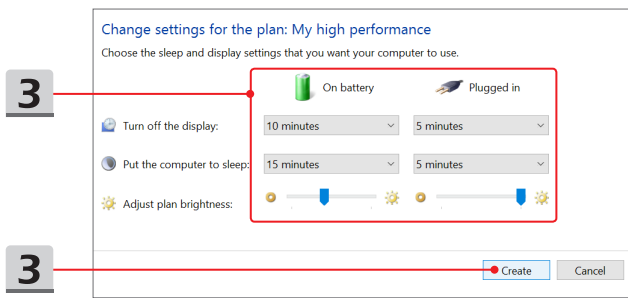 Change settings for the plan: My high performance
Choose the sleep and display settings that you want your computer to use.
3
On battery
Plugged in
Turn off the display:
10 minutes
5 minutes
Put the computer to sleep:
15 minutes
5 minutes
Adjust plan brightness:
3
Create
Cancel